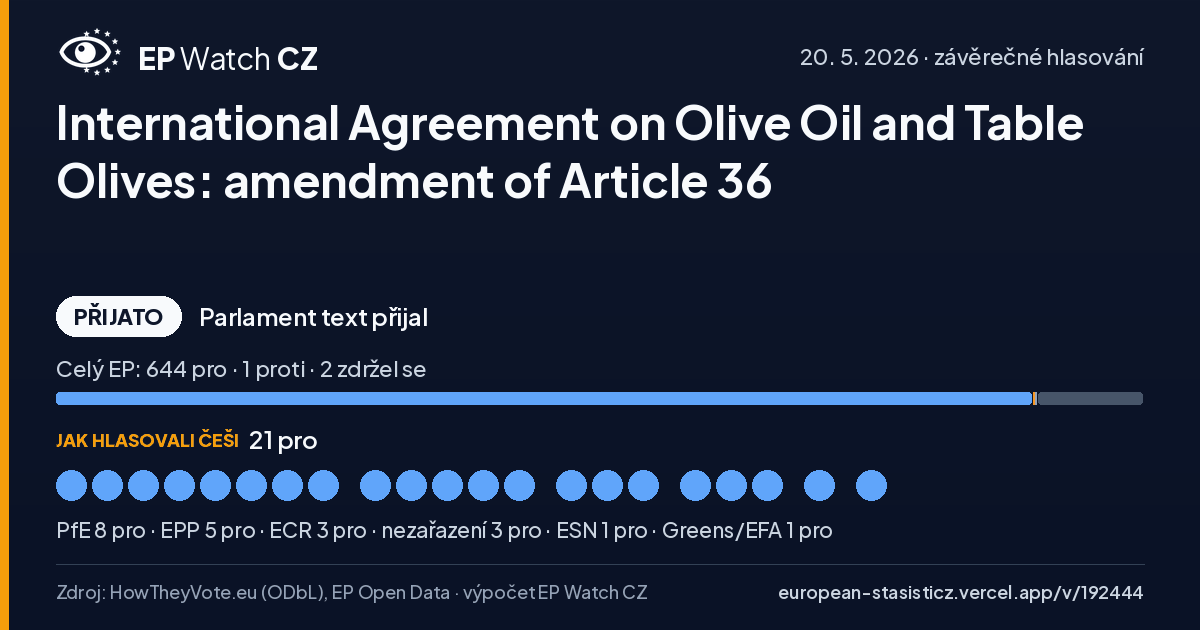 EP Watch CZ
20. 5. 2026 · závěrečné hlasování
International Agreement on Olive Oil and Table
Olives: amendment of Article 36
PŘIJATO Parlament text přijal
Celý EP: 644 pro · 1 proti · 2 zdržel se
JAK HLASOVALI ČEŠI 21 pro
PfE 8 pro · EPP 5 pro · ECR 3 pro · nezařazení 3 pro · ESN 1 pro · Greens/EFA 1 pro
Zdroj: HowTheyVote.eu (ODbL), EP Open Data · výpočet EP Watch CZ
european-stasisticz.vercel.app/v/192444